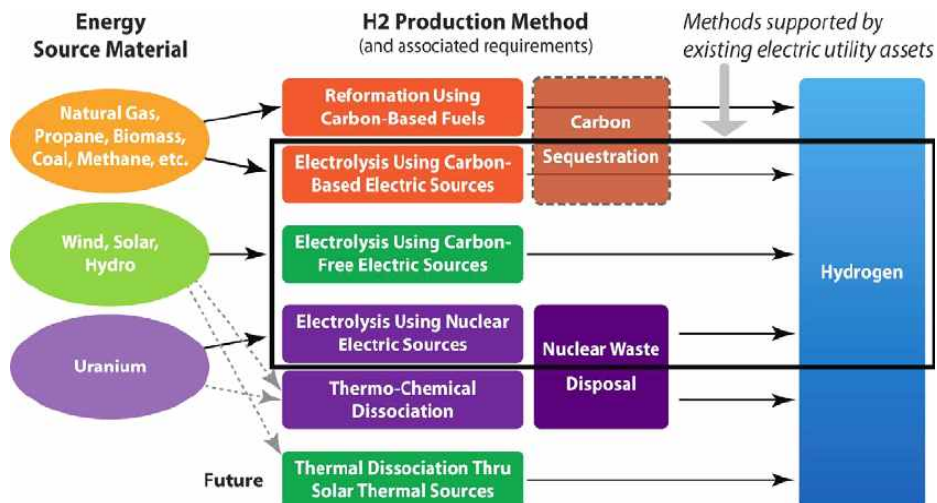 Energy
Source Material
H2 Production Method
(and associated requirements)
Methods supported by
existing electric utility assets
Natural Gas,
Propane, Biomass,
Coal, Methane, etc.
Reformation Using
Carbon-Based Fuels
Carbon
Sequestration
Electrolysis Using Carbon-
Based Electric Sources
Wind, Solar,
Hydro
Electrolysis Using Carbon-
Free Electric Sources
Hydrogen
Uranium
Electrolysis Using Nuclear
Electric Sources
Nuclear Waste
Disposal
Thermo-Chemical
Dissociation
Future
Thermal Dissociation Thru
Solar Thermal Sources